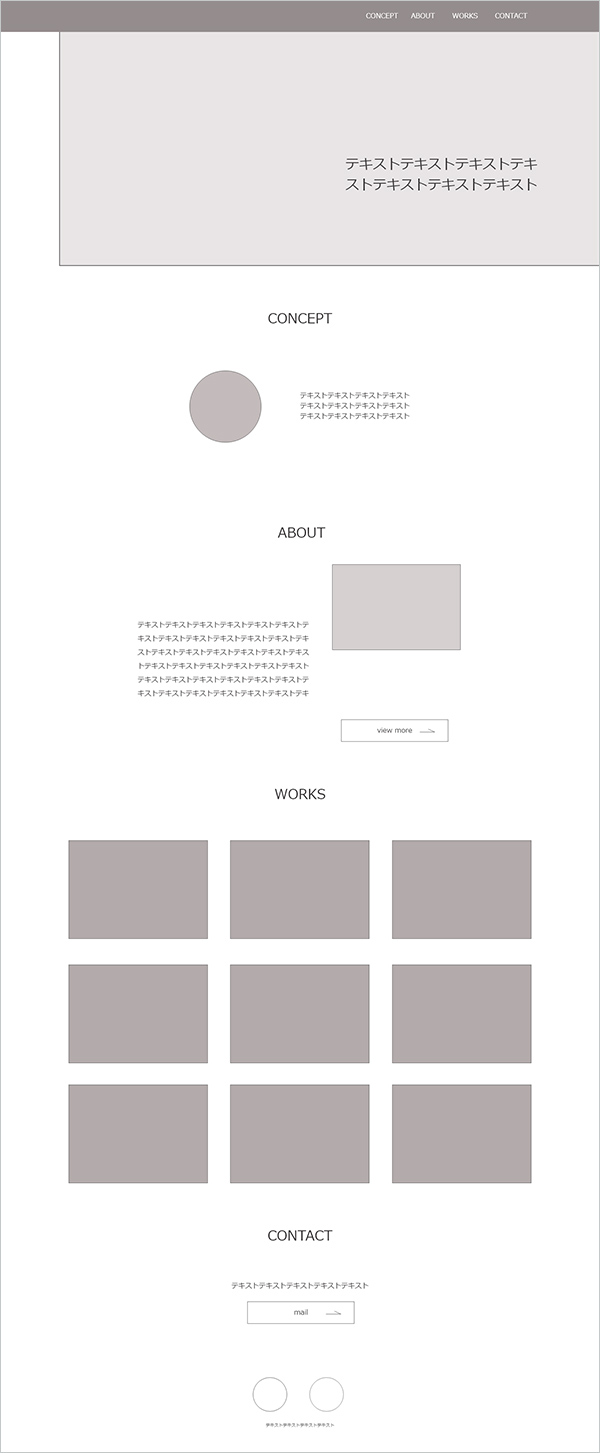 CONCEPT ABOUT WORKS CONTACT
テキストテキストテキストテキ
ストテキストテキストテキスト
CONCEPT
テキストテキストテキストテキスト
テキストテキストテキストテキスト
テキストテキストテキストテキスト
ABOUT
テキストテキストテキストテキストテキストテキストテ
キストテキストテキストテキストテキストテキストテキ
ストテキストテキストテキストテキストテキストテキス
トテキストテキストテキストテキストテキストテキスト
テキストテキストテキストテキストテキストテキストテ
キストテキストテキストテキストテキストテキストテキ
view more
WORKS
CONTACT
テキストテキストテキストテキストテキスト
mail
テキストテキストテキストテキスト